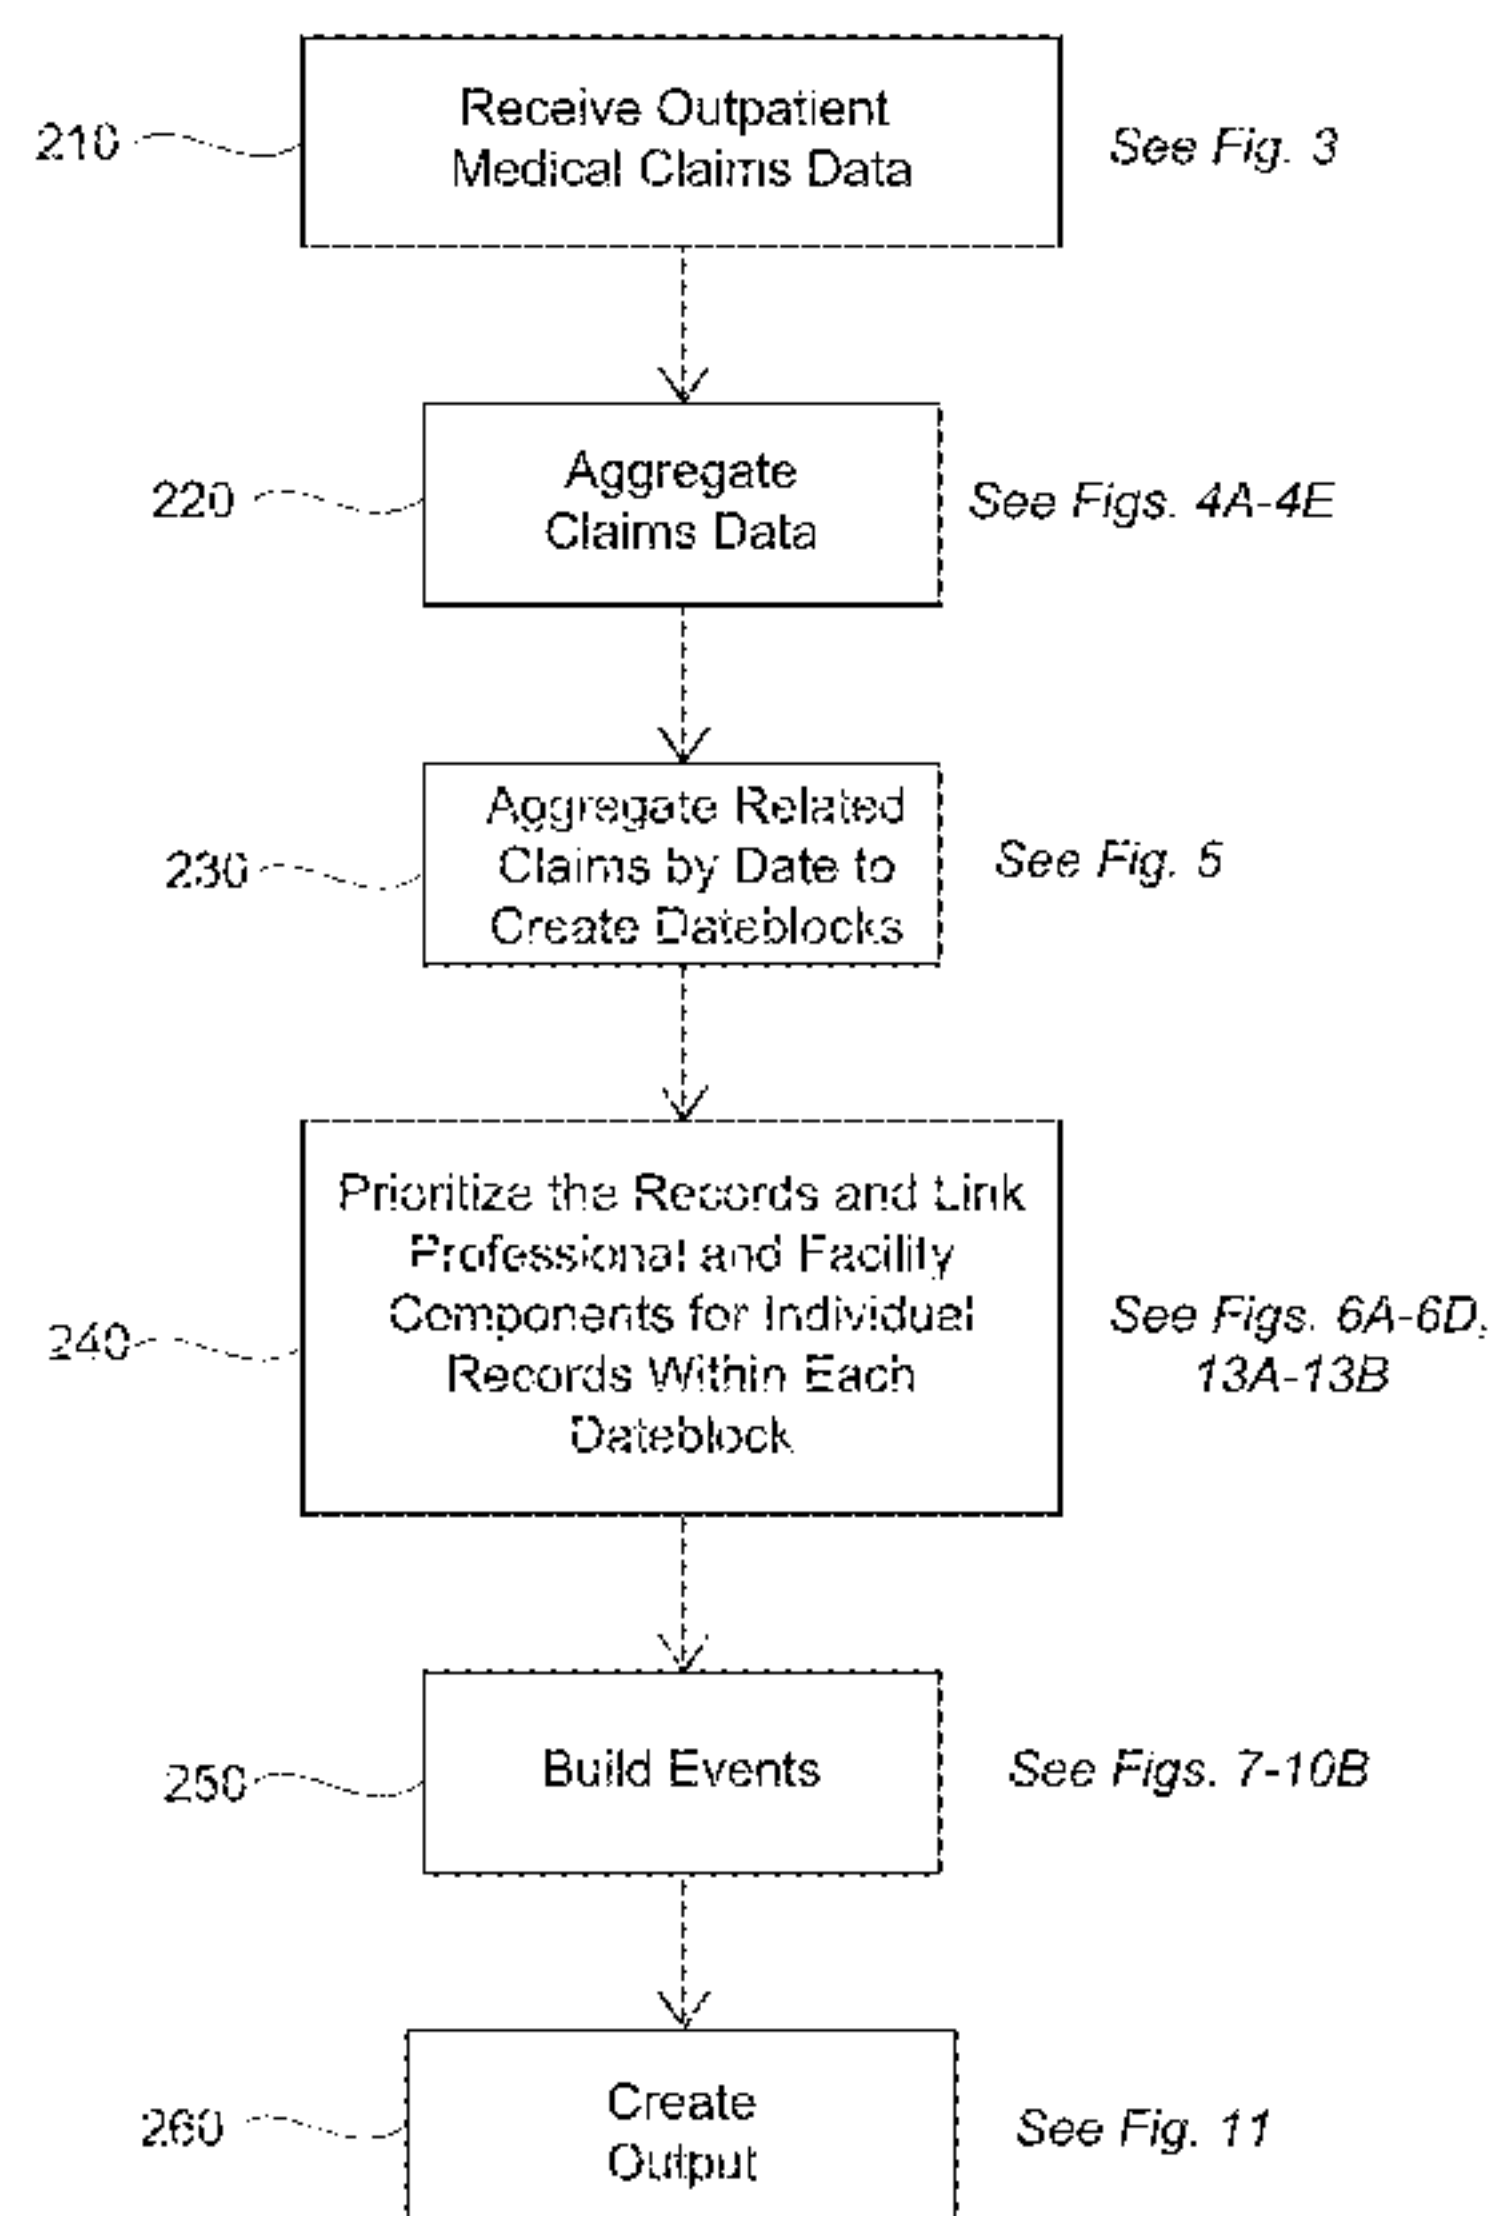 Receive Outpatient
Medical Claims Data
210
See Fig. 3
Aggregate
Claims Data
220
See Figs. 4A-4E
Aggregate Related
Claims by Date to
Create Dateblocks
230
See Fig. 5
Prioritize the Records and Link
Professional and Facility
Components for Individual
Records Within Each
Dateblock
240
See Figs. 6A-6D,
13A-13B
Build Events
250
See Figs. 7-10B
Create
Output
260
See Fig. 11